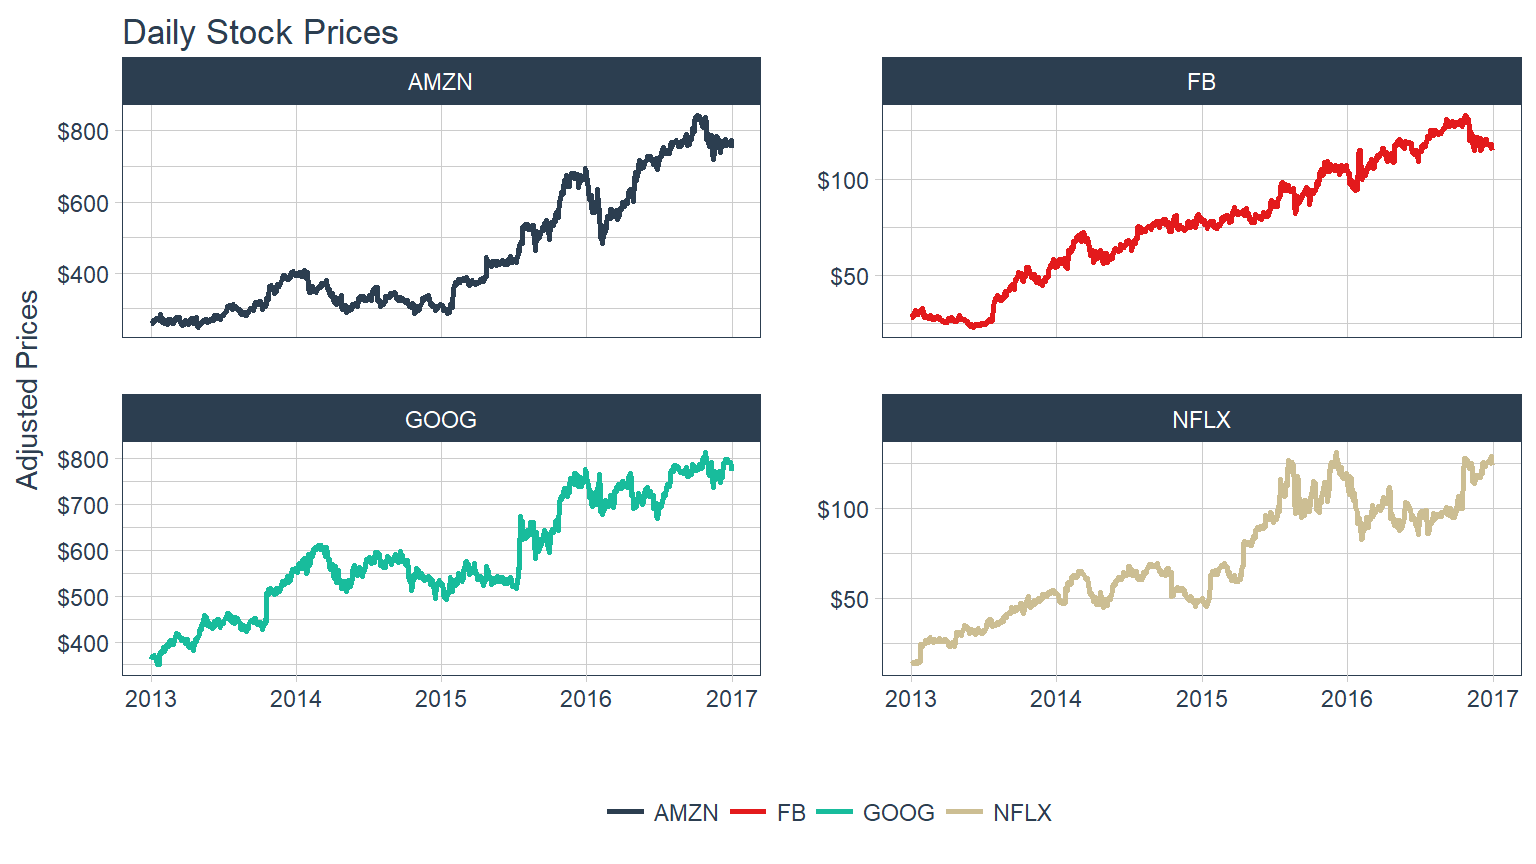 Daily Stock Prices
AMZN
FB
$800
$600
$400
$100
$50
Adjusted Prices
GOOG
NFLX
$800
$700
$600
$500
$400
$100
$50
2013 2014 2015 2016 2017
2013 2014 2015 2016 2017
AMZN FB GOOG NFLX